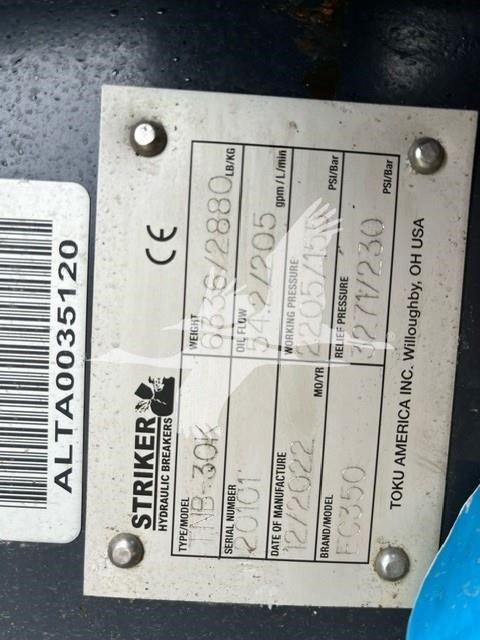 ALTA0035120
STRIKER
HYDRAULIC BREAKERS
CE
TYPE/MODEL
TNB-30K
WEIGHT
6336/2880 LB/KG
SERIAL NUMBER
20101
OIL FLOW
54.2/205 gpm / L/min
DATE OF MANUFACTURE
12/2022 MO/YR
WORKING PRESSURE
PSI/Bar
BRAND/MODEL
EC350
RELIEF PRESSURE
3271/230 PSI/Bar
TOKU AMERICA INC. Willoughby, OH USA